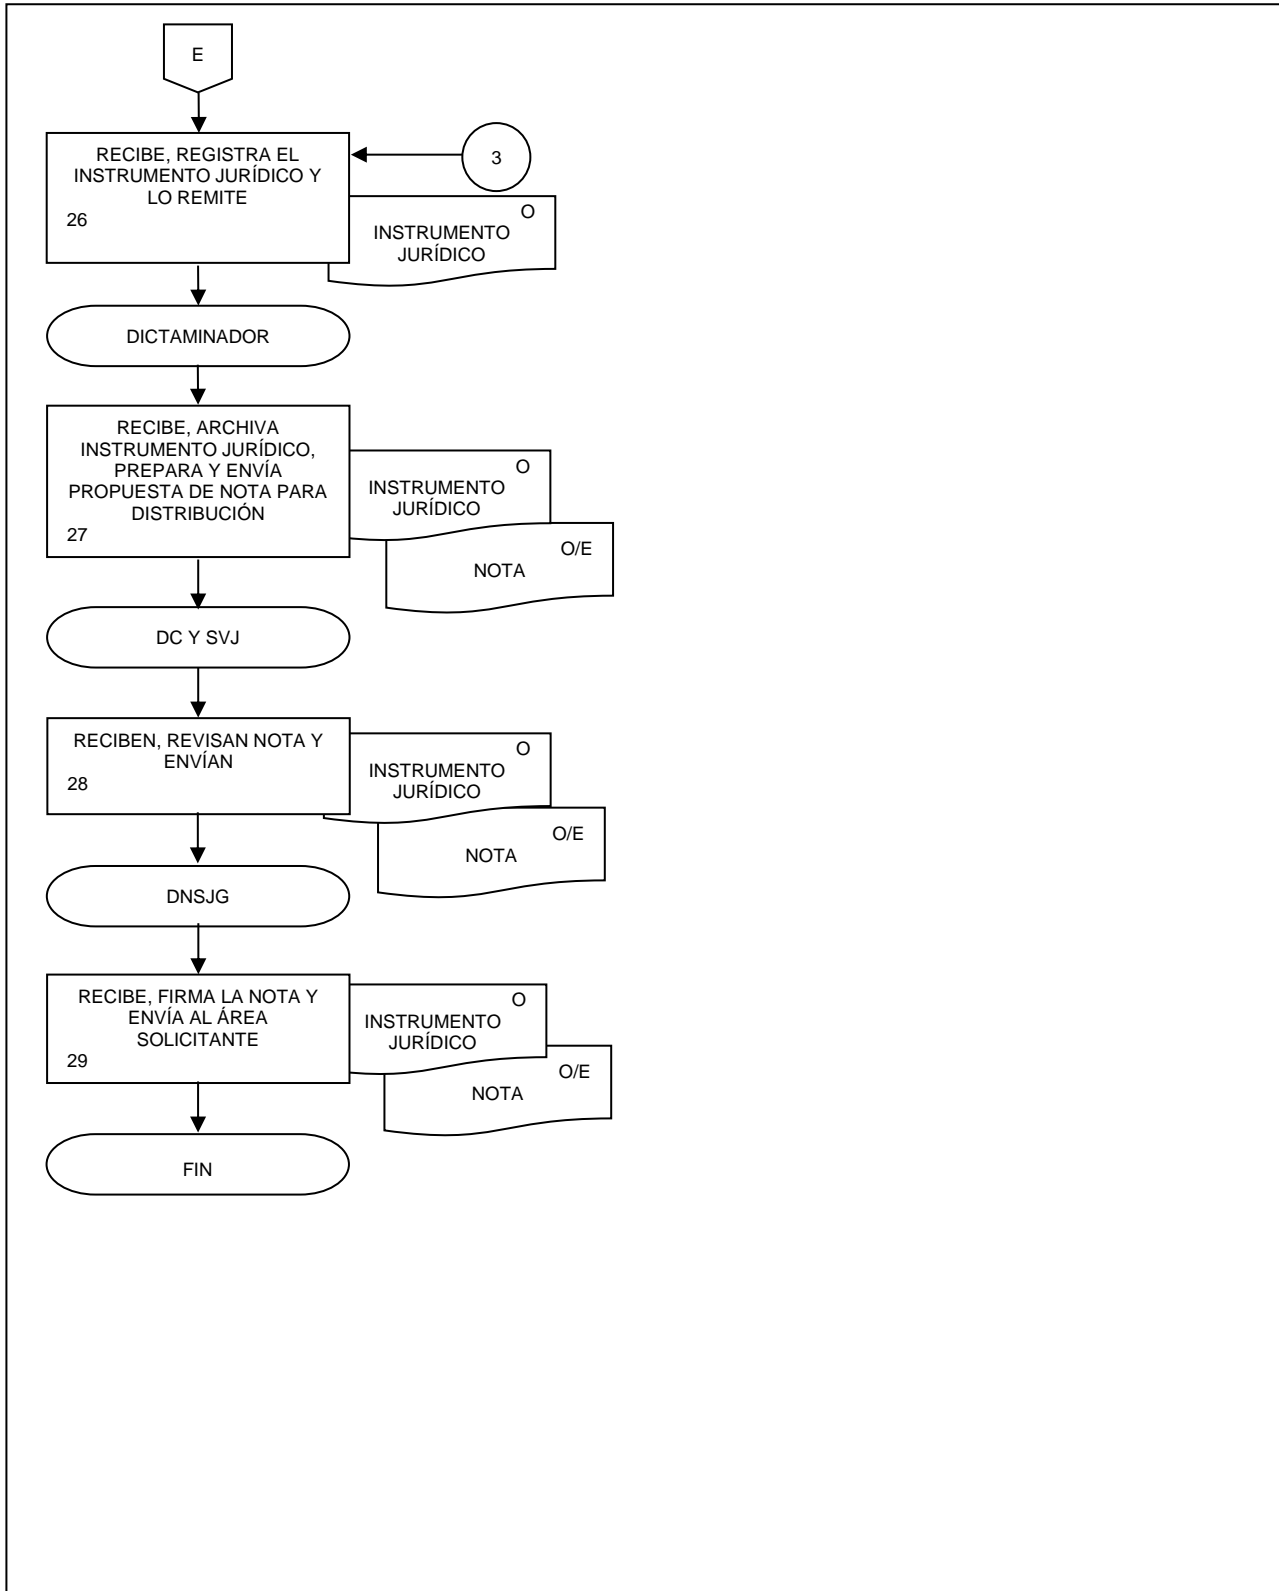 E
RECIBE, REGISTRA EL
INSTRUMENTO JURÍDICO Y
LO REMITE
26
3
O
INSTRUMENTO
JURÍDICO
DICTAMINADOR
RECIBE, ARCHIVA
INSTRUMENTO JURÍDICO,
PREPARA Y ENVÍA
PROPUESTA DE NOTA PARA
DISTRIBUCIÓN
27
O
INSTRUMENTO
JURÍDICO
O/E
NOTA
DC Y SVJ
RECIBEN, REVISAN NOTA Y
ENVÍAN
28
O
INSTRUMENTO
JURÍDICO
O/E
NOTA
DNSJG
RECIBE, FIRMA LA NOTA Y
ENVÍA AL ÁREA
SOLICITANTE
29
O
INSTRUMENTO
JURÍDICO
O/E
NOTA
FIN